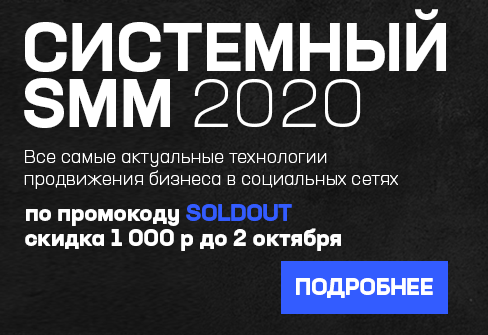 СИСТЕМНЫЙ
SMM 2020
Все самые актуальные технологии
продвижения бизнеса в социальных сетях
по промокоду SOLDOUT
скидка 1 000 р до 2 октября
ПОДРОБНЕЕ